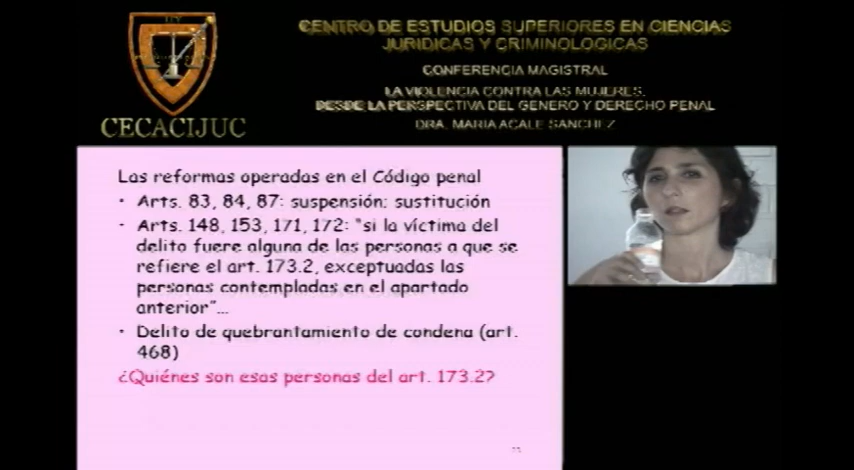 CENTRO DE ESTUDIOS SUPERIORES EN CIENCIAS
JURIDICAS Y CRIMINOLOGICAS
CONFERENCIA MAGISTRAL
LA VIOLENCIA CONTRA LAS MUJERES.
DESDE LA PERSPECTIVA DEL GENERO Y DERECHO PENAL
DRA. MARIA ACALE SANCHEZ
CECACIJUC
Las reformas operadas en el Código penal
• Arts. 83, 84, 87: suspensión; sustitución
• Arts. 148, 153, 171, 172: "si la víctima del
delito fuere alguna de las personas a que se
refiere el art. 173.2, exceptuadas las
personas contempladas en el apartado
anterior"...
• Delito de quebrantamiento de condena (art.
468)
¿Quiénes son esas personas del art. 173.2?